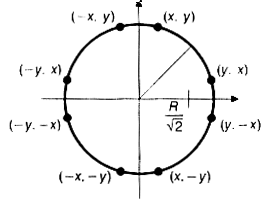 (−x, y) (x, y)
(−y, x) (y, x)
R
√2
(−y, −x) (y, −x)
(−x, −y) (x, −y)